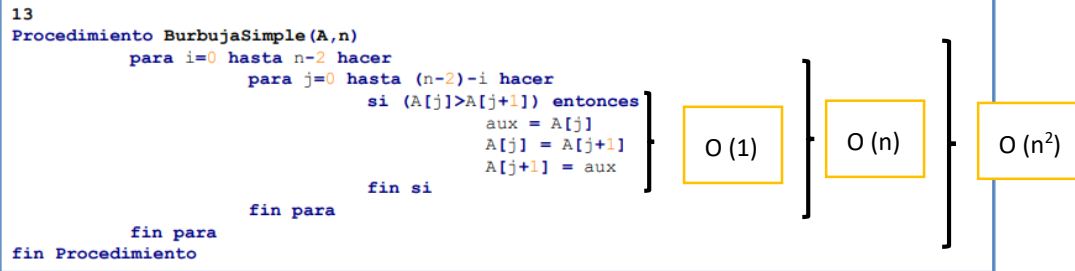 13
Procedimiento BurbujaSimple(A,n)
para i=0 hasta n-2 hacer
para j=0 hasta (n-2)-i hacer
si (A[j]>A[j+1]) entonces
aux = A[j]
A[j] = A[j+1]
A[j+1] = aux
fin si
fin para
fin para
fin Procedimiento
O (1)
O (n)
O (n²)